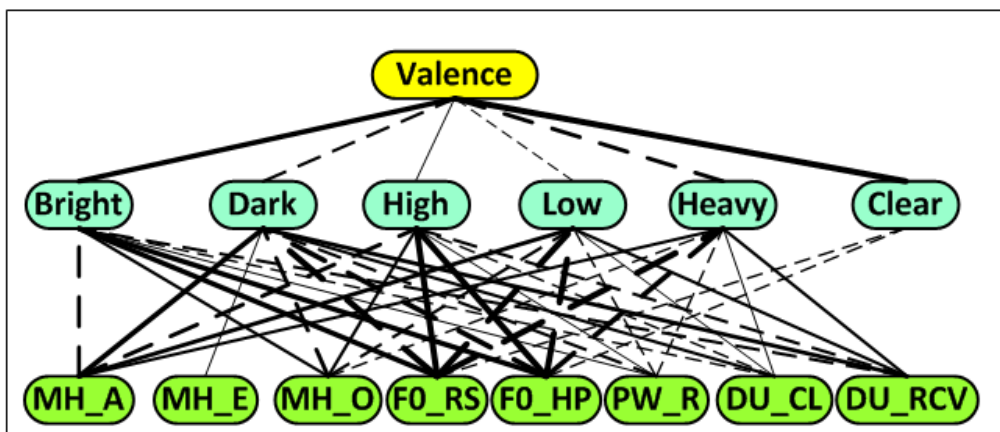 Valence
Bright Dark High Low Heavy Clear
MH_A MH_E MH_O F0_RS F0_HP PW_R DU_CL DU_RCV